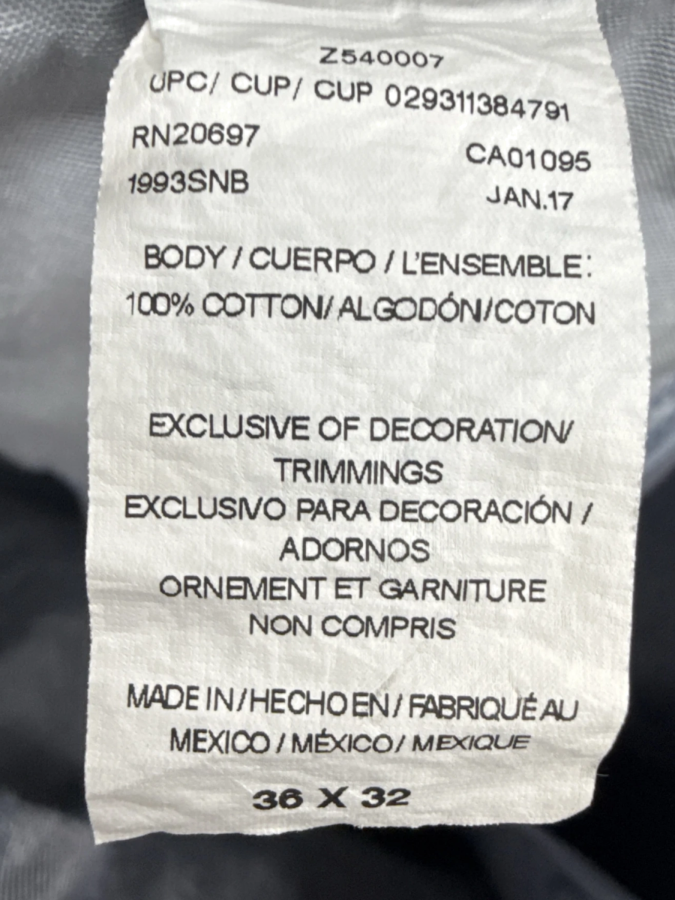 Z540007
UPC/ CUP/ CUP 029311384791
RN20697 CA01095
1993SNB JAN.17
BODY / CUERPO / L'ENSEMBLE:
100% COTTON/ ALGODÓN/COTON
EXCLUSIVE OF DECORATION/
TRIMMINGS
EXCLUSIVO PARA DECORACIÓN /
ADORNOS
ORNEMENT ET GARNITURE
NON COMPRIS
MADE IN/HECHO EN/ FABRIQUÉ AU
MEXICO / MÉXICO/ MEXIQUE
36 X 32